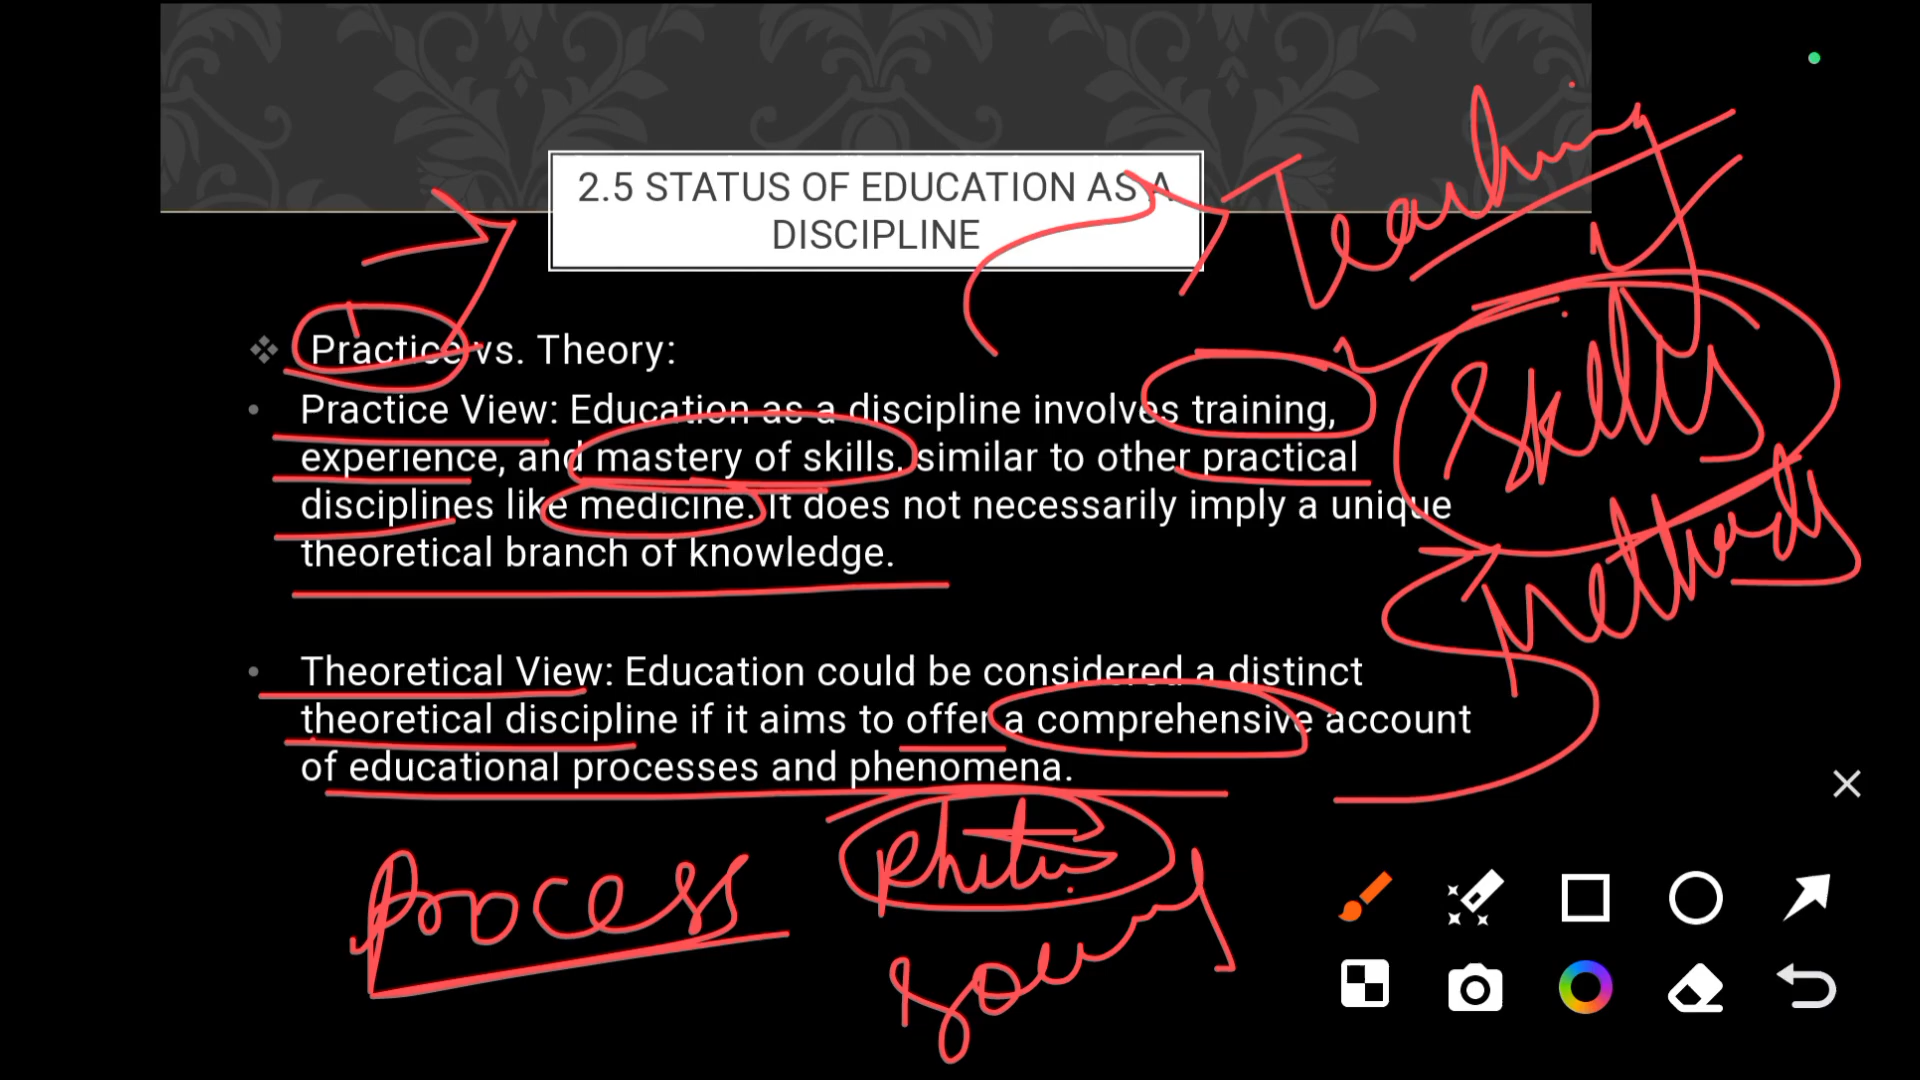 2.5 STATUS OF EDUCATION AS A
DISCIPLINE
Teaching
Practice vs. Theory:
Practice View: Education as a discipline involves training,
experience, and mastery of skills, similar to other practical
disciplines like medicine. It does not necessarily imply a unique
theoretical branch of knowledge.
Skills
Methods
Theoretical View: Education could be considered a distinct
theoretical discipline if it aims to offer a comprehensive account
of educational processes and phenomena.
Process